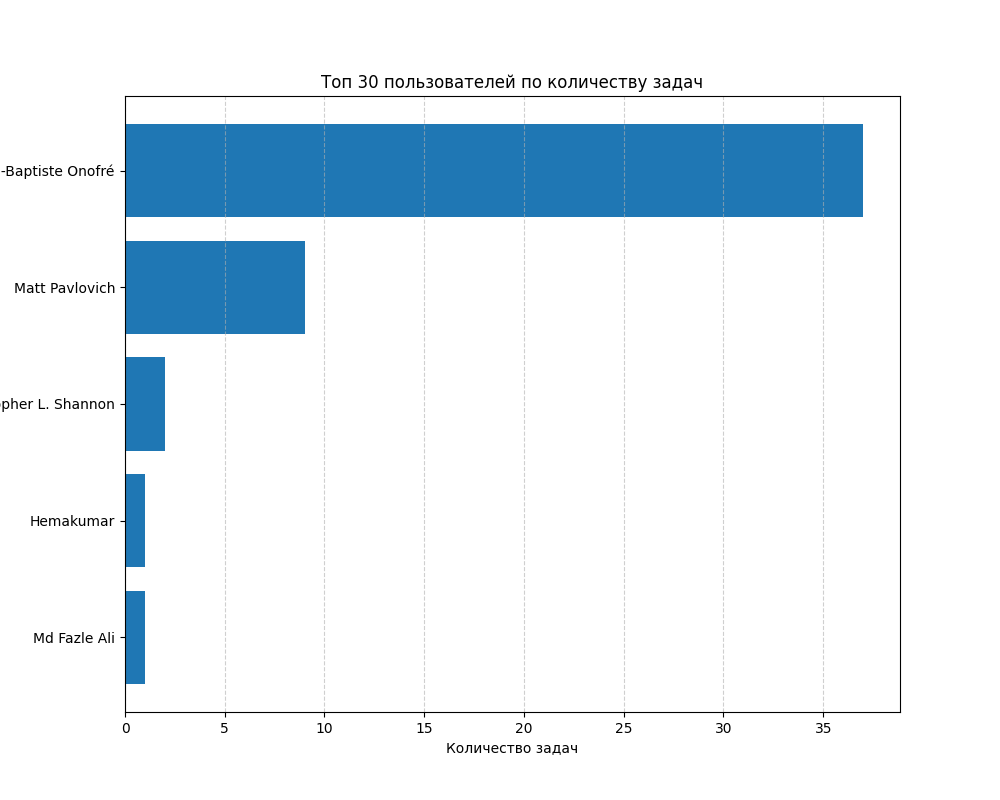 Топ 30 пользователей по количеству задач
-Baptiste Onofré
Matt Pavlovich
pher L. Shannon
Hemakumar
Md Fazle Ali
0 5 10 15 20 25 30 35
Количество задач